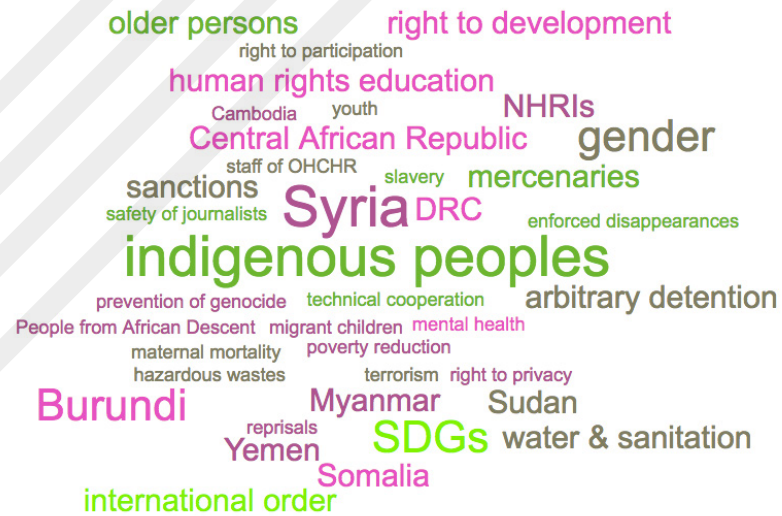 older persons right to development
right to participation
human rights education
Cambodia youth NHRIs
Central African Republic gender
staff of OHCHR slavery mercenaries
sanctions
safety of journalists Syria DRC enforced disappearances
indigenous peoples
prevention of genocide technical cooperation arbitrary detention
People from African Descent migrant children mental health
maternal mortality poverty reduction
hazardous wastes terrorism right to privacy
Burundi Myanmar Sudan
reprisals
Yemen SDGs water & sanitation
Somalia
international order